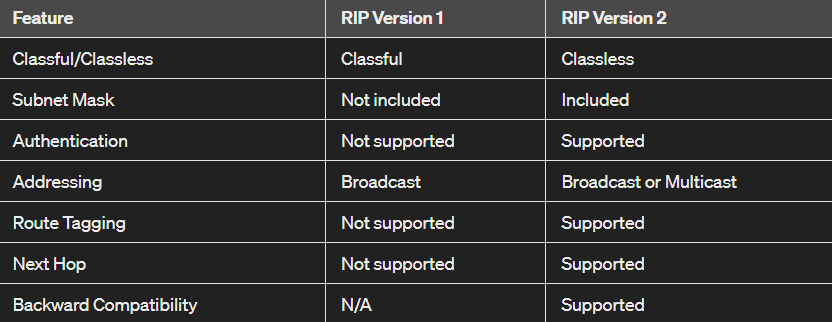 Feature RIP Version 1 RIP Version 2
Classful/Classless Classful Classless
Subnet Mask Not included Included
Authentication Not supported Supported
Addressing Broadcast Broadcast or Multicast
Route Tagging Not supported Supported
Next Hop Not supported Supported
Backward Compatibility N/A Supported